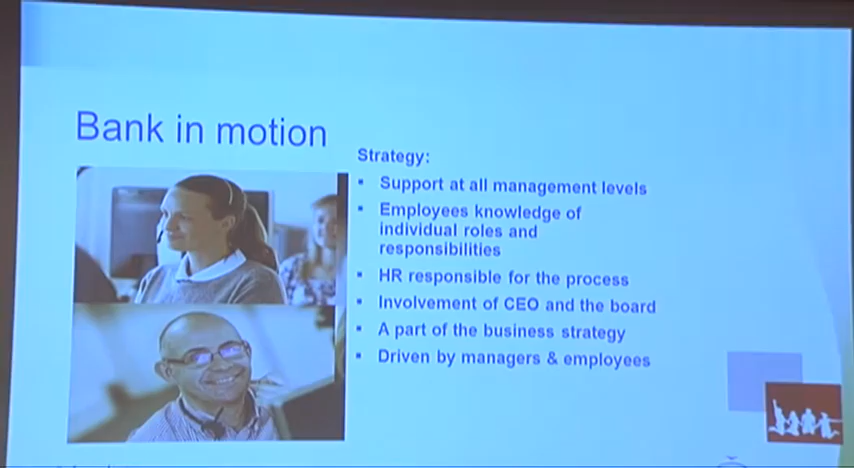 Bank in motion
Strategy:
▪ Support at all management levels
▪ Employees knowledge of
individual roles and
responsibilities
▪ HR responsible for the process
▪ Involvement of CEO and the board
▪ A part of the business strategy
▪ Driven by managers & employees